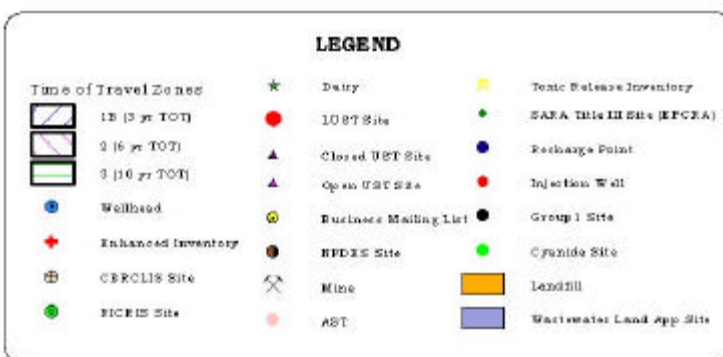 LEGEND
Time of Travel Zones
1B (3 yr TOT)
2 (6 yr TOT)
3 (10 yr TOT)
Wellhead
Enhanced Inventory
CERCLIS Site
RICRIS Site
Dairy
LUST Site
Closed UST Site
Open UST Site
Business Mailing List
NPDES Site
Mine
AST
Toxic Release Inventory
SARA Title III Site (EPCRA)
Recharge Point
Injection Well
Group 1 Site
Cyanide Site
Landfill
Wastewater Land App Site